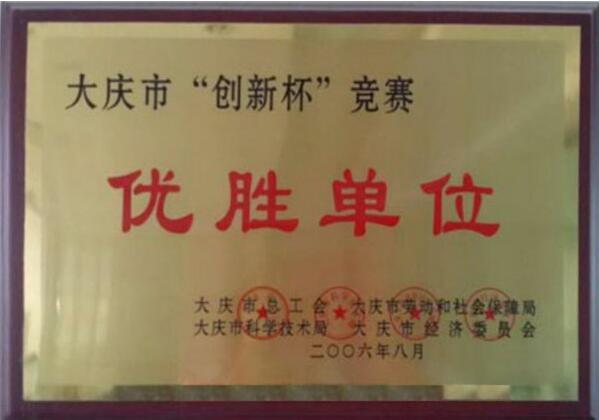 大庆市“创新杯”竞赛
优胜单位
大庆市总工会 大庆市劳动和社会保障局
大庆市科学技术局 大庆市经济委员会
二〇〇六年八月